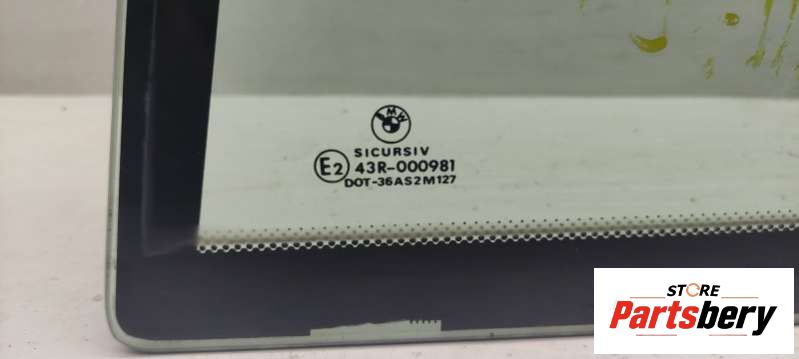 BMW
SICURSIV
E2 43R-000981
DOT-36AS2M127
STORE
Partsbery